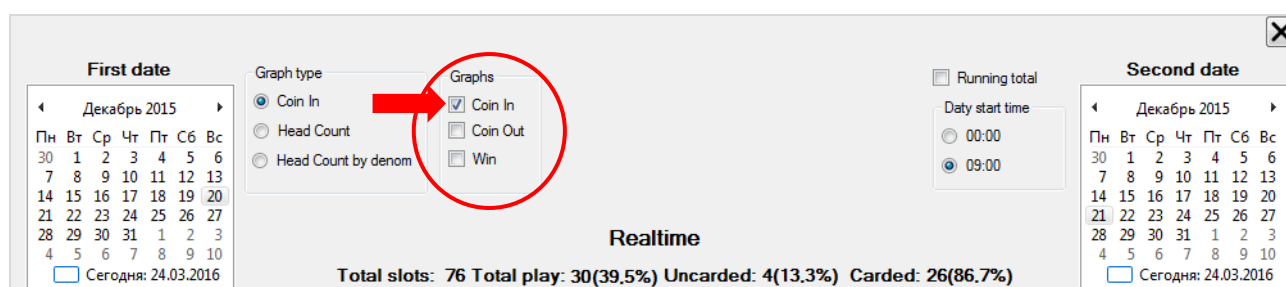 First date
Декабрь 2015
Пн Вт Ср Чт Пт Сб Вс
30 1 2 3 4 5 6
7 8 9 10 11 12 13
14 15 16 17 18 19 20
21 22 23 24 25 26 27
28 29 30 31 1 2 3
4 5 6 7 8 9 10
Сегодня: 24.03.2016
Graph type
Coin In
Head Count
Head Count by denom
Graphs
Coin In
Coin Out
Win
Running total
Daty start time
00:00
09:00
Second date
Декабрь 2015
Пн Вт Ср Чт Пт Сб Вс
30 1 2 3 4 5 6
7 8 9 10 11 12 13
14 15 16 17 18 19 20
21 22 23 24 25 26 27
28 29 30 31 1 2 3
4 5 6 7 8 9 10
Сегодня: 24.03.2016
Realtime
Total slots: 76 Total play: 30(39,5%) Uncarded: 4(13,3%) Carded: 26(86,7%)